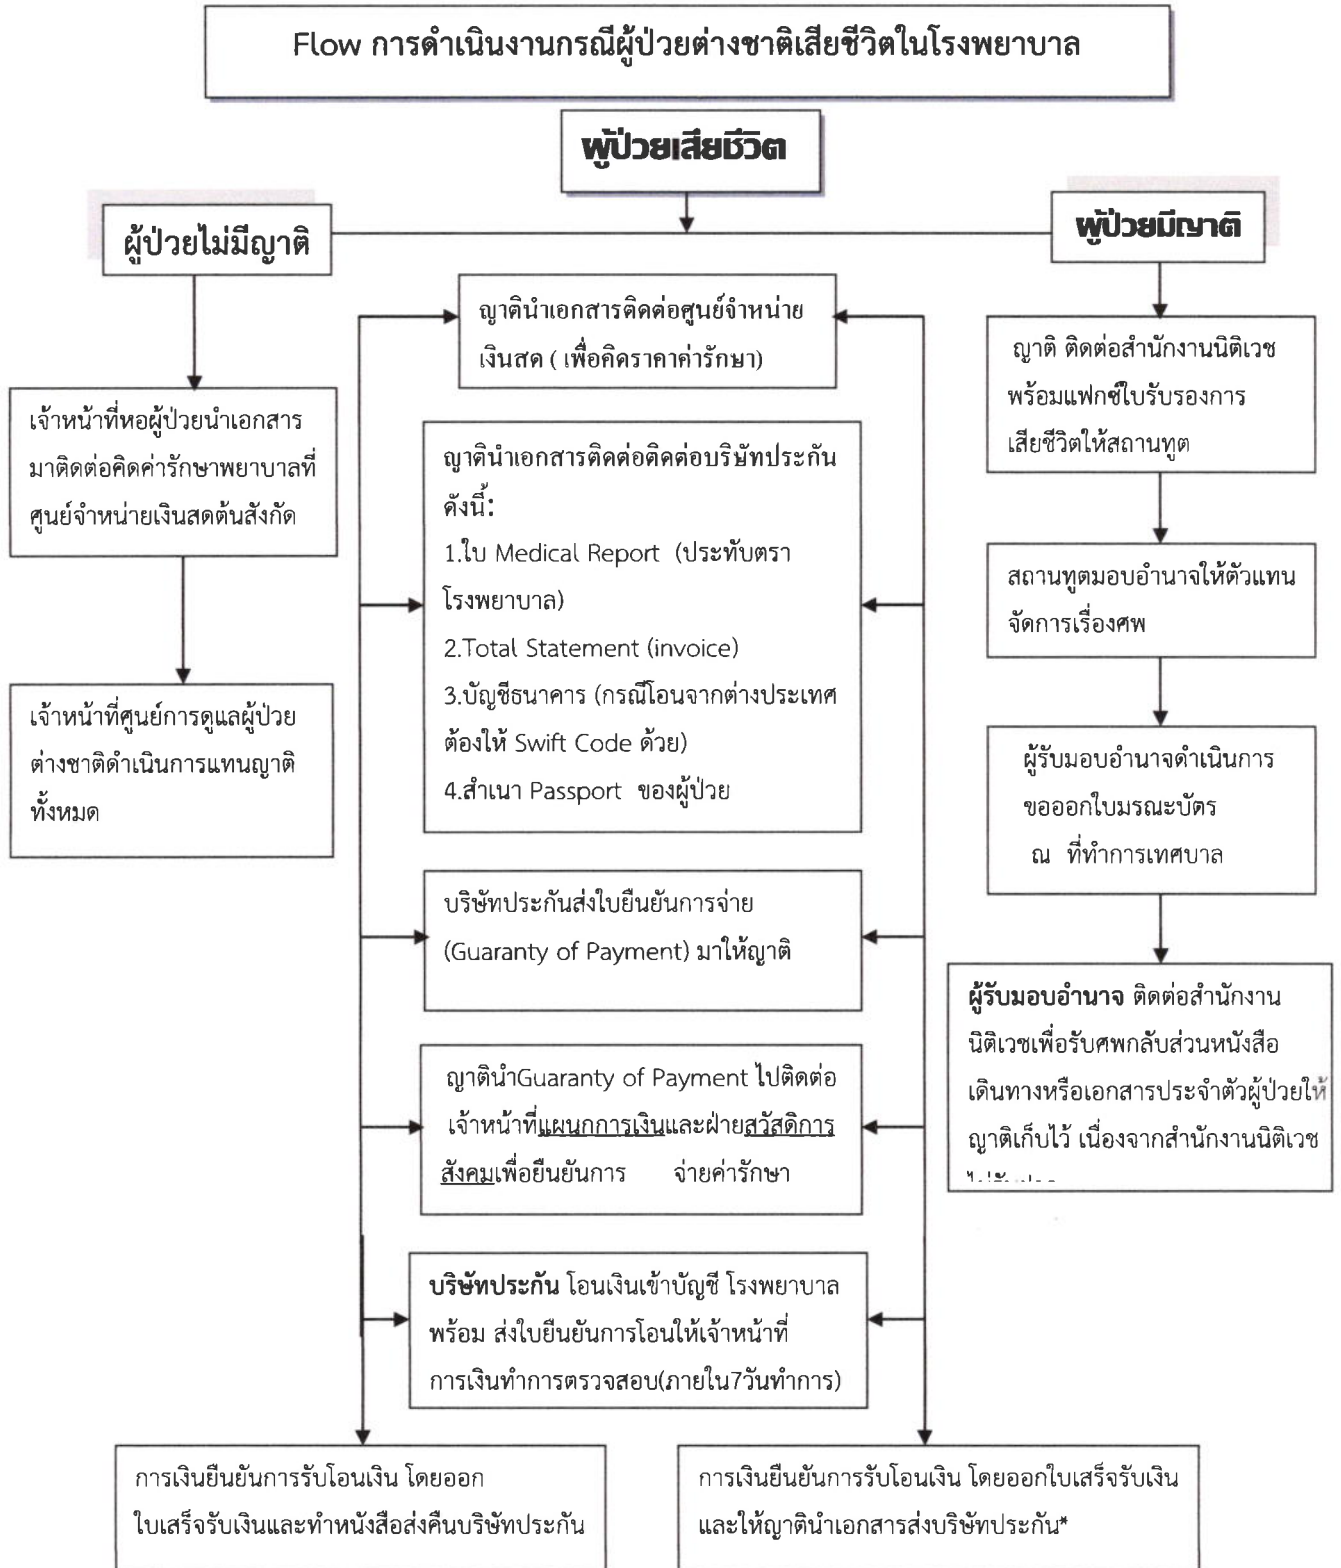 Flow การดำเนินงานกรณีผู้ป่วยต่างชาติเสียชีวิตในโรงพยาบาล
ผู้ป่วยเสียชีวิต
ผู้ป่วยไม่มีญาติ
ผู้ป่วยมีญาติ
เจ้าหน้าที่หอผู้ป่วยนำเอกสาร
มาติดต่อคิดค่ารักษาพยาบาลที่
ศูนย์จำหน่ายเงินสดต้นสังกัด
เจ้าหน้าที่ศูนย์การดูแลผู้ป่วย
ต่างชาติดำเนินการแทนญาติ
ทั้งหมด
ญาตินำเอกสารติดต่อศูนย์จำหน่าย
เงินสด ( เพื่อคิดราคาค่ารักษา)
ญาตินำเอกสารติดต่อติดต่อบริษัทประกัน
ดังนี้:
1.ใบ Medical Report (ประทับตรา
โรงพยาบาล)
2.Total Statement (invoice)
3.บัญชีธนาคาร (กรณีโอนจากต่างประเทศ
ต้องให้ Swift Code ด้วย)
4.สำเนา Passport ของผู้ป่วย
บริษัทประกันส่งใบยืนยันการจ่าย
(Guaranty of Payment) มาให้ญาติ
ญาตินำGuaranty of Payment ไปติดต่อ
เจ้าหน้าที่แผนกการเงินและฝ่ายสวัสดิการ
สังคมเพื่อยืนยันการ จ่ายค่ารักษา
บริษัทประกัน โอนเงินเข้าบัญชี โรงพยาบาล
พร้อม ส่งใบยืนยันการโอนให้เจ้าหน้าที่
การเงินทำการตรวจสอบ(ภายใน7วันทำการ)
ญาติ ติดต่อสำนักงานนิติเวช
พร้อมแฟกซ์ใบรับรองการ
เสียชีวิตให้สถานทูต
สถานทูตมอบอำนาจให้ตัวแทน
จัดการเรื่องศพ
ผู้รับมอบอำนาจดำเนินการ
ขอออกใบมรณะบัตร
ณ ที่ทำการเทศบาล
ผู้รับมอบอำนาจ ติดต่อสำนักงาน
นิติเวชเพื่อรับศพกลับส่วนหนังสือ
เดินทางหรือเอกสารประจำตัวผู้ป่วยให้
ญาติเก็บไว้ เนื่องจากสำนักงานนิติเวช
การเงินยืนยันการรับโอนเงิน โดยออก
ใบเสร็จรับเงินและทำหนังสือส่งคืนบริษัทประกัน
การเงินยืนยันการรับโอนเงิน โดยออกใบเสร็จรับเงิน
และให้ญาตินำเอกสารส่งบริษัทประกัน*